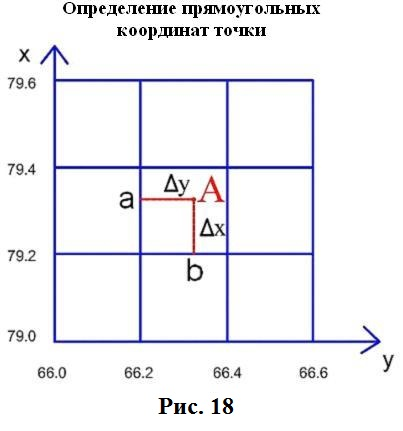 Определение прямоугольных
координат точки
x
79.6
79.4
Δy A
a
Δx
79.2
b
79.0
66.0 66.2 66.4 66.6
y
Рис. 18